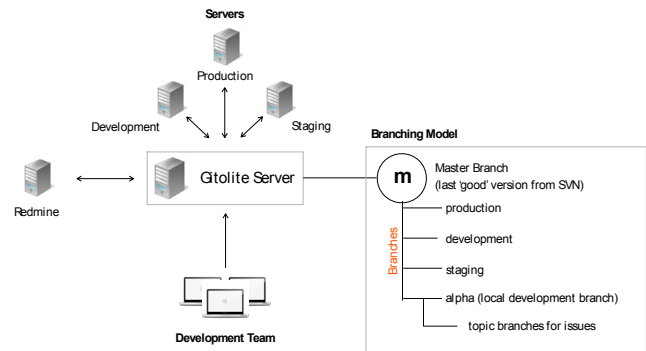 Servers
Production
Development
Staging
Gitolite Server
Redmine
Development Team
Branching Model
m
Master Branch
(last 'good' version from SVN)
Branches
production
development
staging
alpha (local development branch)
topic branches for issues